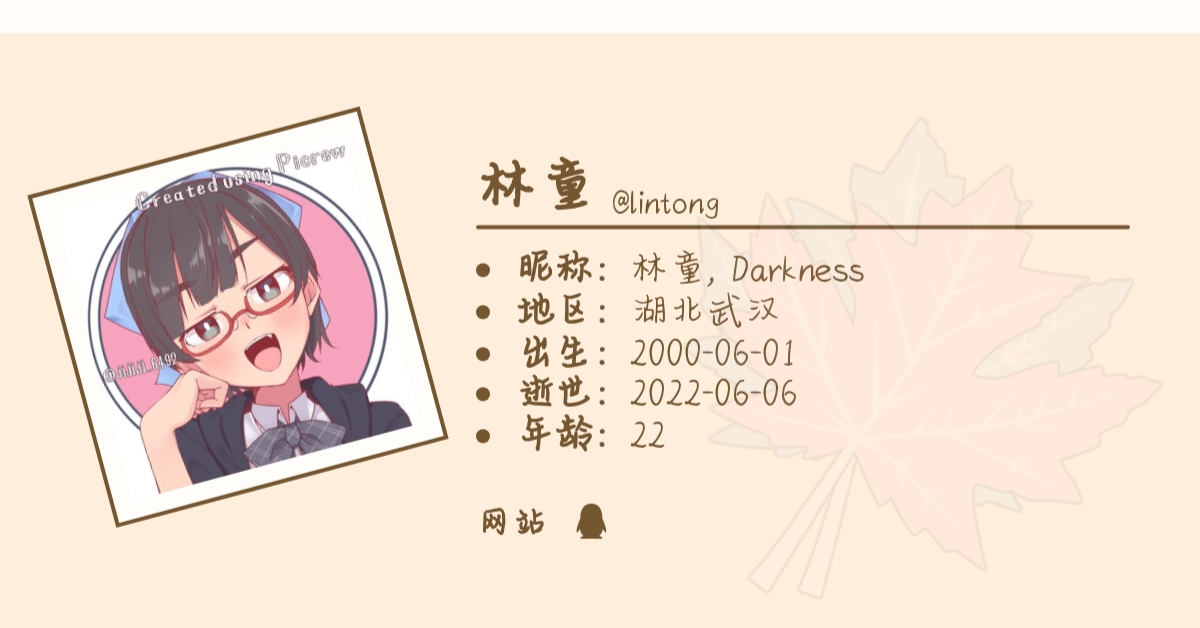 Created using Picrew
@jijiji_6499
林童 @lintong
昵称：林童, Darkness
地区：湖北武汉
出生：2000-06-01
逝世：2022-06-06
年龄：22
网站